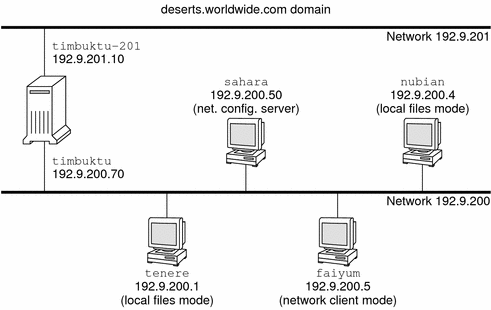 deserts.worldwide.com domain
Network 192.9.201
timbuktu-201
192.9.201.10
sahara
192.9.200.50
(net. config. server)
nubian
192.9.200.4
(local files mode)
timbuktu
192.9.200.70
Network 192.9.200
tenere
192.9.200.1
(local files mode)
faiyum
192.9.200.5
(network client mode)